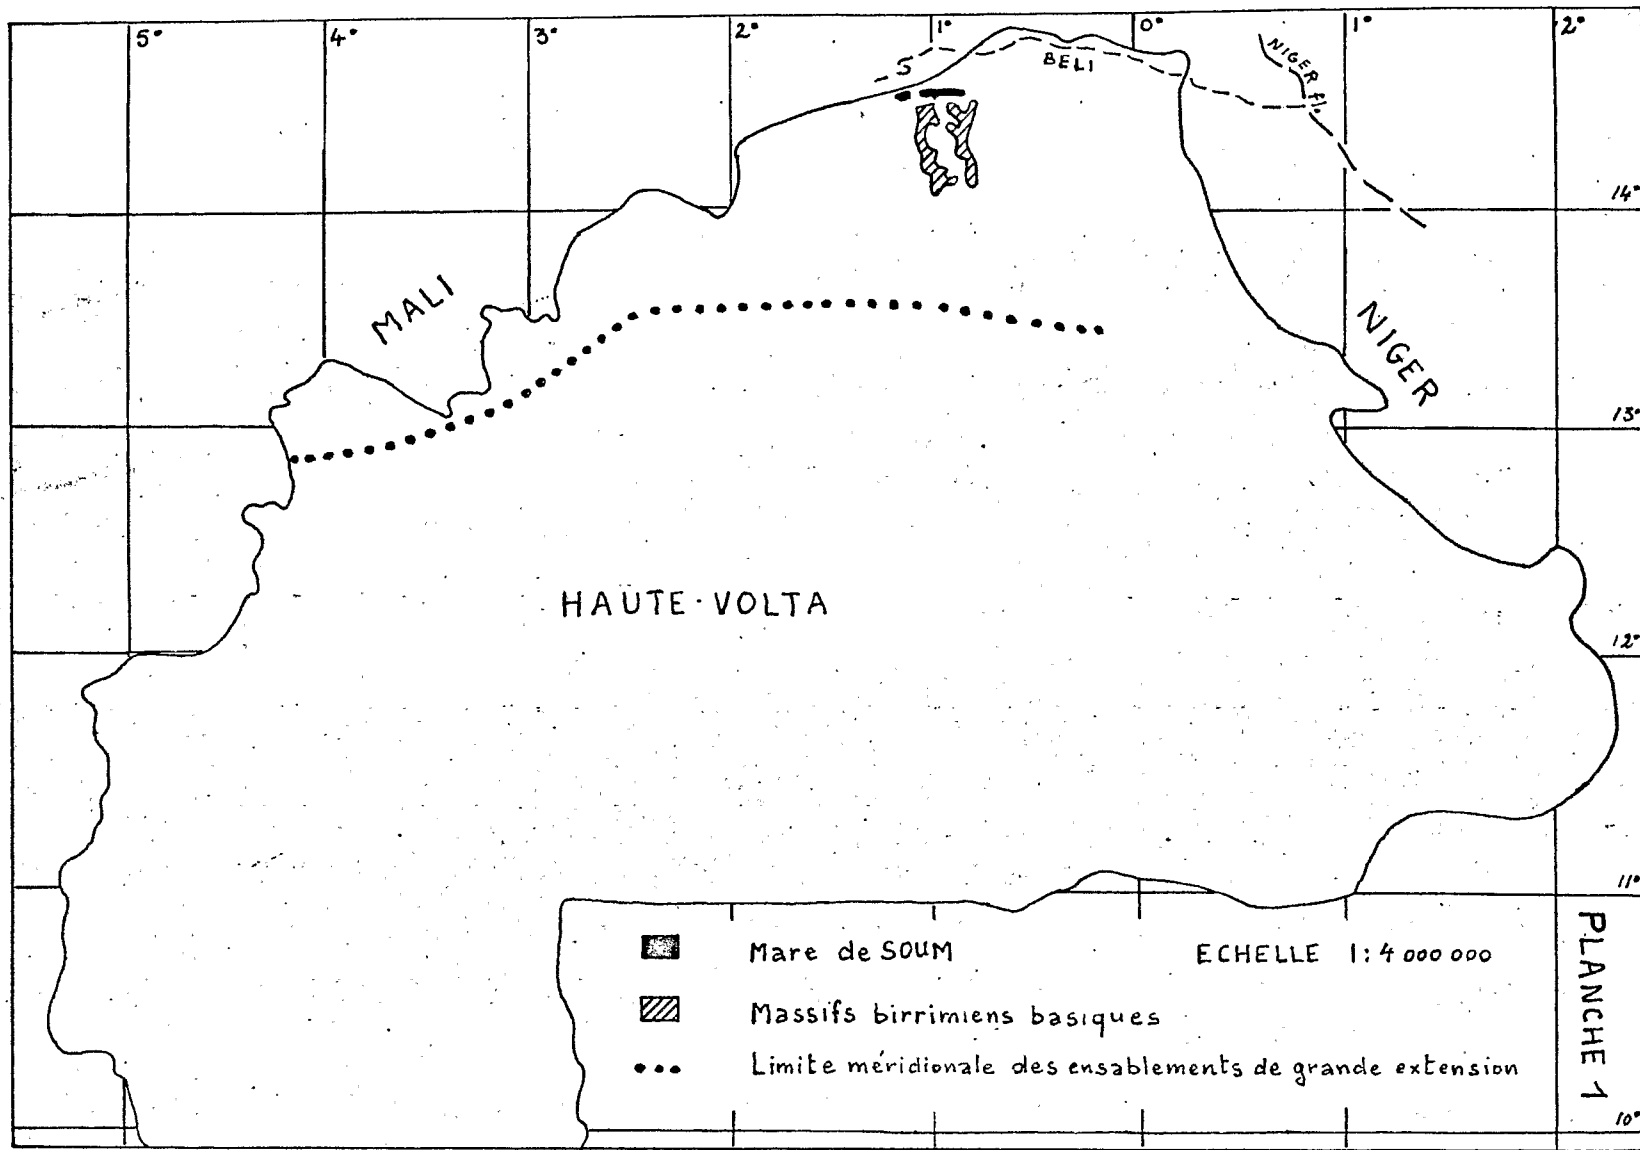 5° 4° 3° 2° 1° 0° 1° 2°
S
BELI
NIGER fl.
14°
MALI
NIGER
13°
HAUTE-VOLTA
12°
11°
Mare de SOUM
ECHELLE 1: 4 000 000
Massifs birrimiens basiques
Limite méridionale des ensablements de grande extension
PLANCHE 1
10°